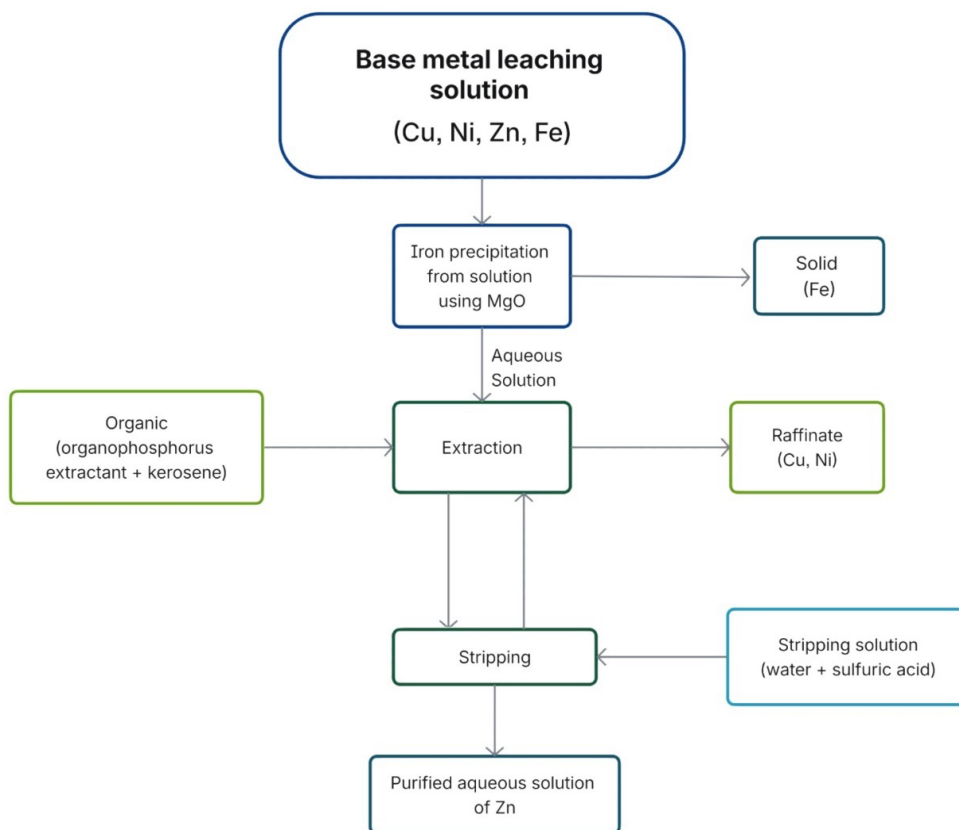 Base metal leaching
solution
(Cu, Ni, Zn, Fe)
Iron precipitation
from solution
using MgO
Solid
(Fe)
Aqueous
Solution
Organic
(organophosphorus
extractant + kerosene)
Extraction
Raffinate
(Cu, Ni)
Stripping
Stripping solution
(water + sulfuric acid)
Purified aqueous solution
of Zn